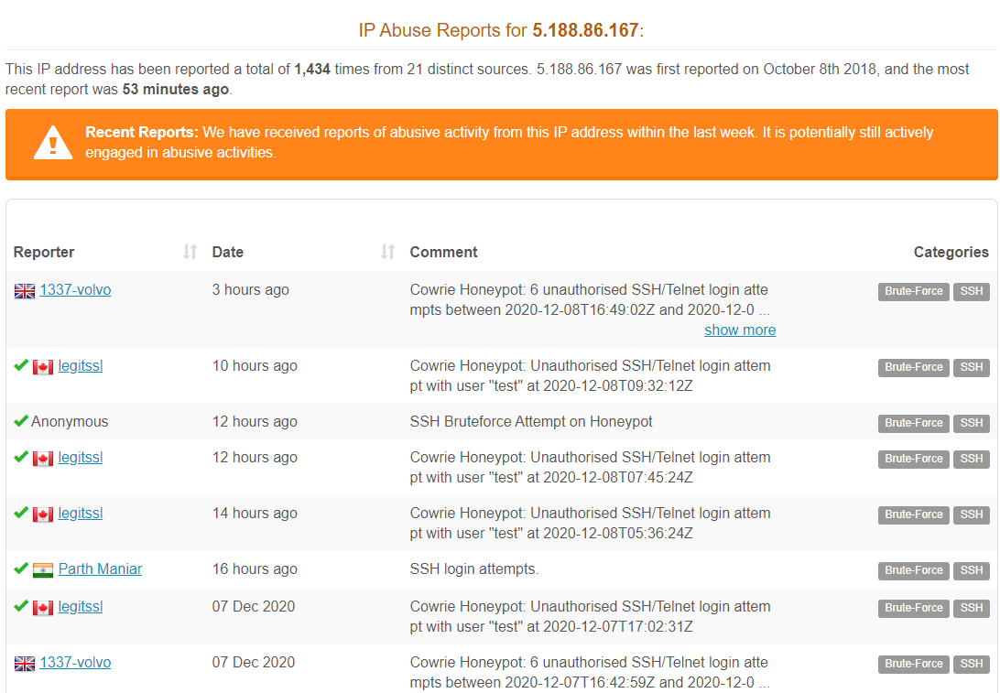 IP Abuse Reports for 5.188.86.167:
This IP address has been reported a total of 1,434 times from 21 distinct sources. 5.188.86.167 was first reported on October 8th 2018, and the most
recent report was 53 minutes ago.
Recent Reports: We have received reports of abusive activity from this IP address within the last week. It is potentially still actively
engaged in abusive activities.
Reporter Date Comment Categories
1337-volvo 3 hours ago Cowrie Honeypot: 6 unauthorised SSH/Telnet login atte Brute-Force SSH
mpts between 2020-12-08T16:49:02Z and 2020-12-0 ...
show more
legitssl 10 hours ago Cowrie Honeypot: Unauthorised SSH/Telnet login attem Brute-Force SSH
pt with user "test" at 2020-12-08T09:32:12Z
Anonymous 12 hours ago SSH Bruteforce Attempt on Honeypot Brute-Force SSH
legitssl 12 hours ago Cowrie Honeypot: Unauthorised SSH/Telnet login attem Brute-Force SSH
pt with user "test" at 2020-12-08T07:45:24Z
legitssl 14 hours ago Cowrie Honeypot: Unauthorised SSH/Telnet login attem Brute-Force SSH
pt with user "test" at 2020-12-08T05:36:24Z
Parth Maniar 16 hours ago SSH login attempts. Brute-Force SSH
legitssl 07 Dec 2020 Cowrie Honeypot: Unauthorised SSH/Telnet login attem Brute-Force SSH
pt with user "test" at 2020-12-07T17:02:31Z
1337-volvo 07 Dec 2020 Cowrie Honeypot: 6 unauthorised SSH/Telnet login atte Brute-Force SSH
mpts between 2020-12-07T16:42:59Z and 2020-12-0 ...